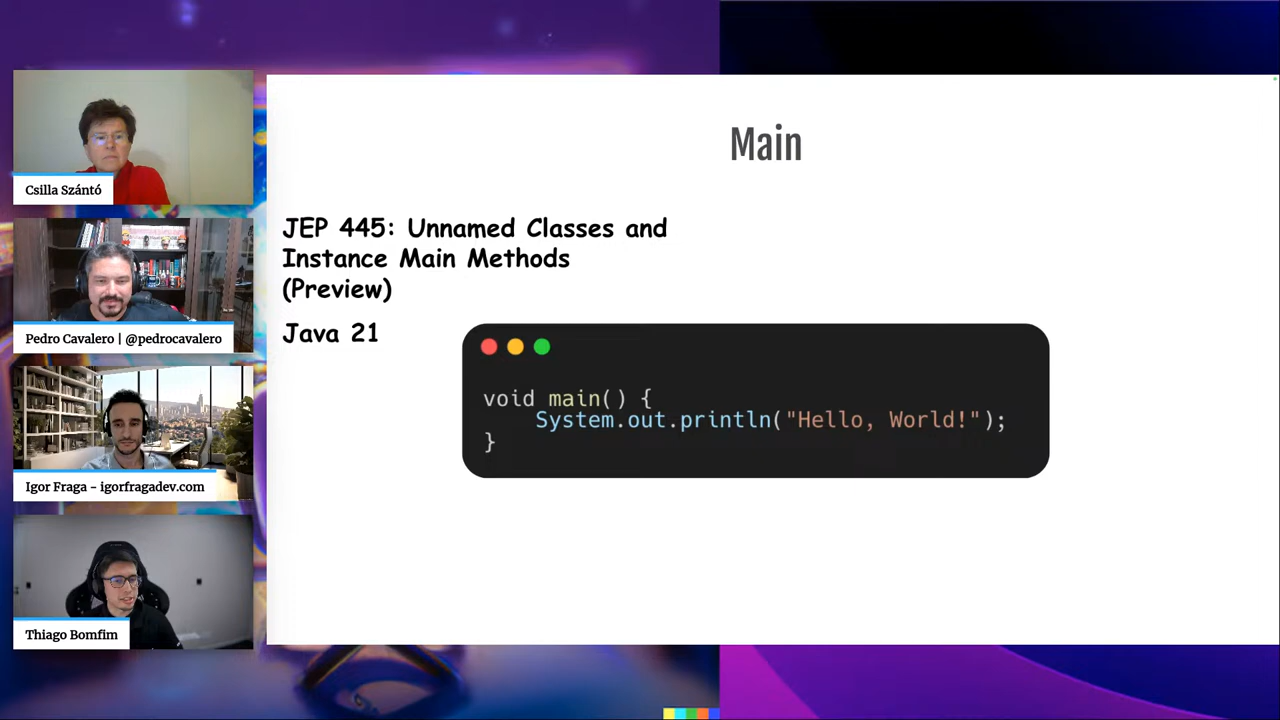 Csilla Szántó
Pedro Cavalero | @pedrocavalero
Igor Fraga - igorfragadev.com
Thiago Bomfim
Main
JEP 445: Unnamed Classes and
Instance Main Methods
(Preview)
Java 21
void main() {
    System.out.println("Hello, World!");
}